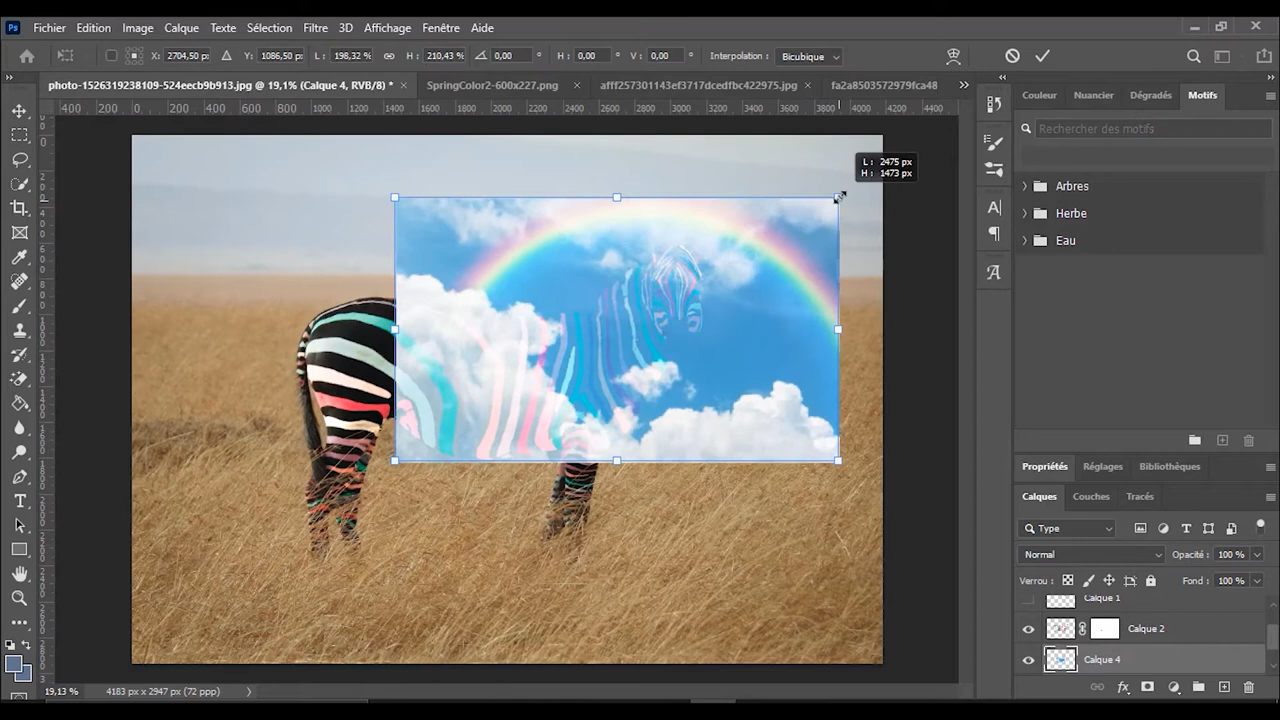 Ps Fichier Edition Image Calque Texte Sélection Filtre 3D Affichage Fenêtre Aide
X: 2704,50 px Y: 1086,50 px L: 198,32 % H: 210,43 % 0,00 ° H: 0,00 ° V: 0,00 ° Interpolation : Bicubique
photo-1526319238109-524eecb9b913.jpg @ 19,1% (Calque 4, RVB/8) * × SpringColor2-600x227.png × afff257301143ef3717dcedfbc422975.jpg × fa2a8503572979fca48
Couleur Nuancier Dégradés Motifs
400 200 0 200 400 600 800 1000 1200 1400 1600 1800 2000 2200 2400 2600 2800 3000 3200 3400 3600 3800 4000 4200 4400
Rechercher des motifs
L : 2475 px
H : 1473 px
Arbres
Herbe
Eau
Propriétés Réglages Bibliothèques
Calques Couches Tracés
Type
Normal Opacité : 100 %
Verrou : Fond : 100 %
Calque 1
Calque 2
Calque 4
19,13 % 4183 px x 2947 px (72 ppp)